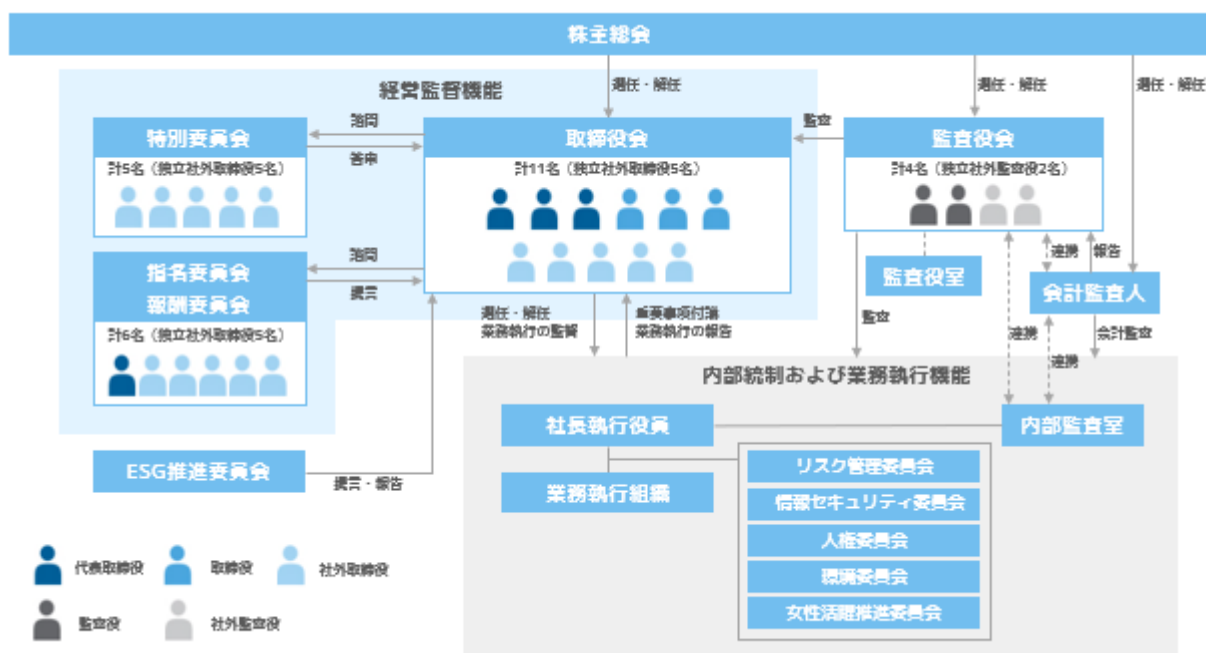 株主総会
選任・解任
選任・解任
選任・解任
経営監督機能
特別委員会
計5名（独立社外取締役5名）
諮問
答申
取締役会
計11名（独立社外取締役5名）
監査
監査役会
計4名（独立社外監査役2名）
指名委員会
報酬委員会
計6名（独立社外取締役5名）
諮問
提言
監査役室
連携
報告
会計監査人
選任・解任
業務執行の監督
重要事項付議
業務執行の報告
監査
連携
会計監査
連携
内部統制および業務執行機能
社長執行役員
内部監査室
ESG推進委員会
提言・報告
業務執行組織
リスク管理委員会
情報セキュリティ委員会
人権委員会
環境委員会
女性活躍推進委員会
代表取締役
取締役
社外取締役
監査役
社外監査役